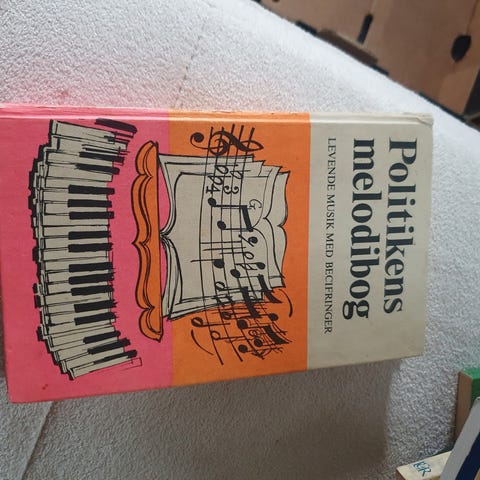 Politikens
melodibog
LEVENDE MUSIK MED BECIFRINGER
G